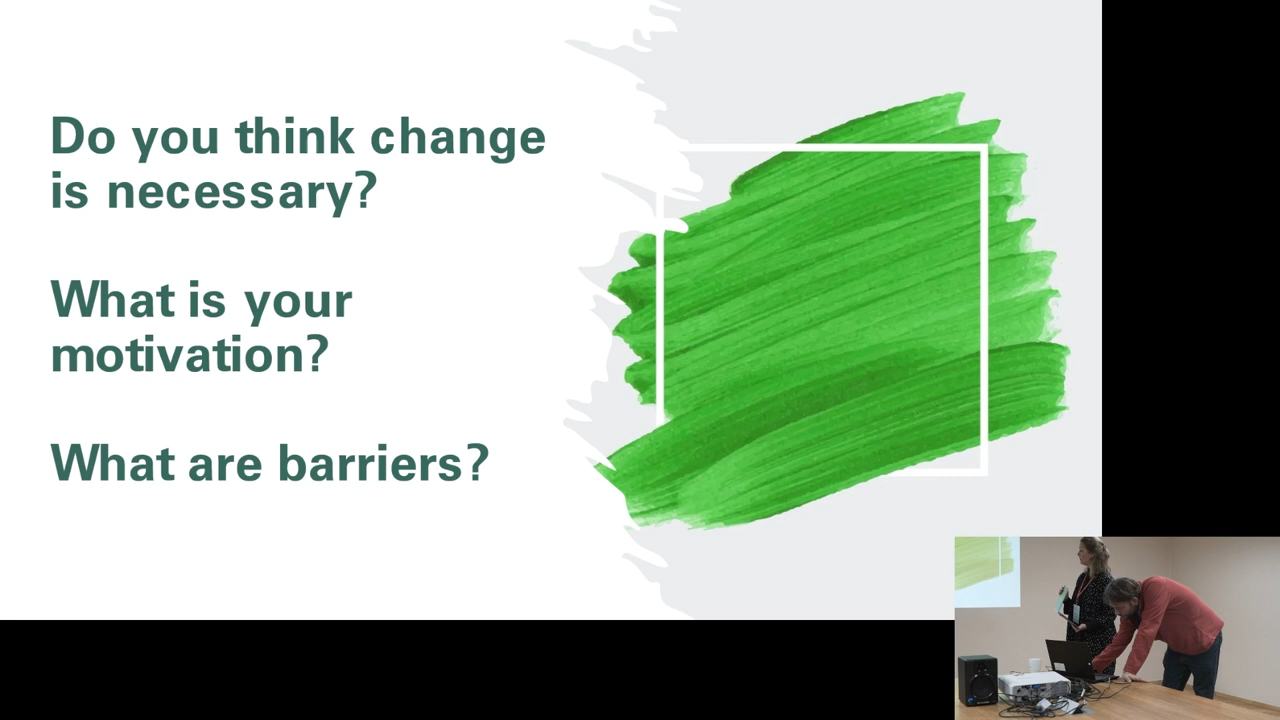 Do you think change
is necessary?
What is your
motivation?
What are barriers?